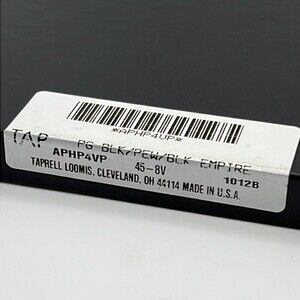 *APHP4VP*
TAP PG BLK/PEW/BLK EMPIRE
APHP4VP 45-8V
TAPRELL LOOMIS, CLEVELAND, OH 44114 MADE IN U.S.A. 1012B